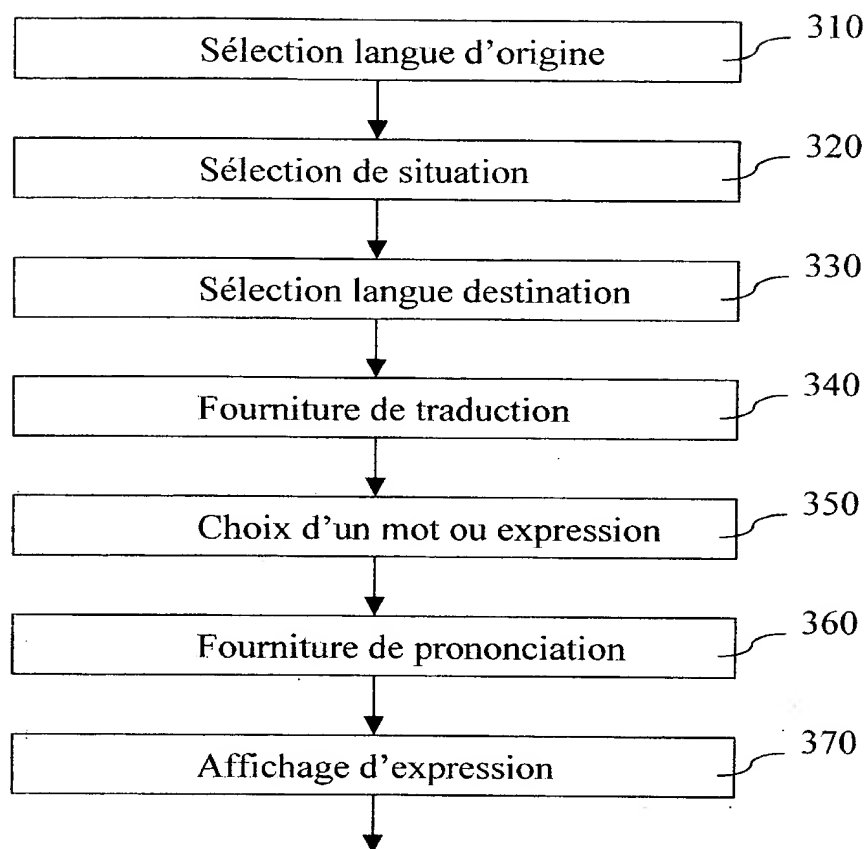 310
Sélection langue d'origine
320
Sélection de situation
330
Sélection langue destination
340
Fourniture de traduction
350
Choix d'un mot ou expression
360
Fourniture de prononciation
370
Affichage d'expression